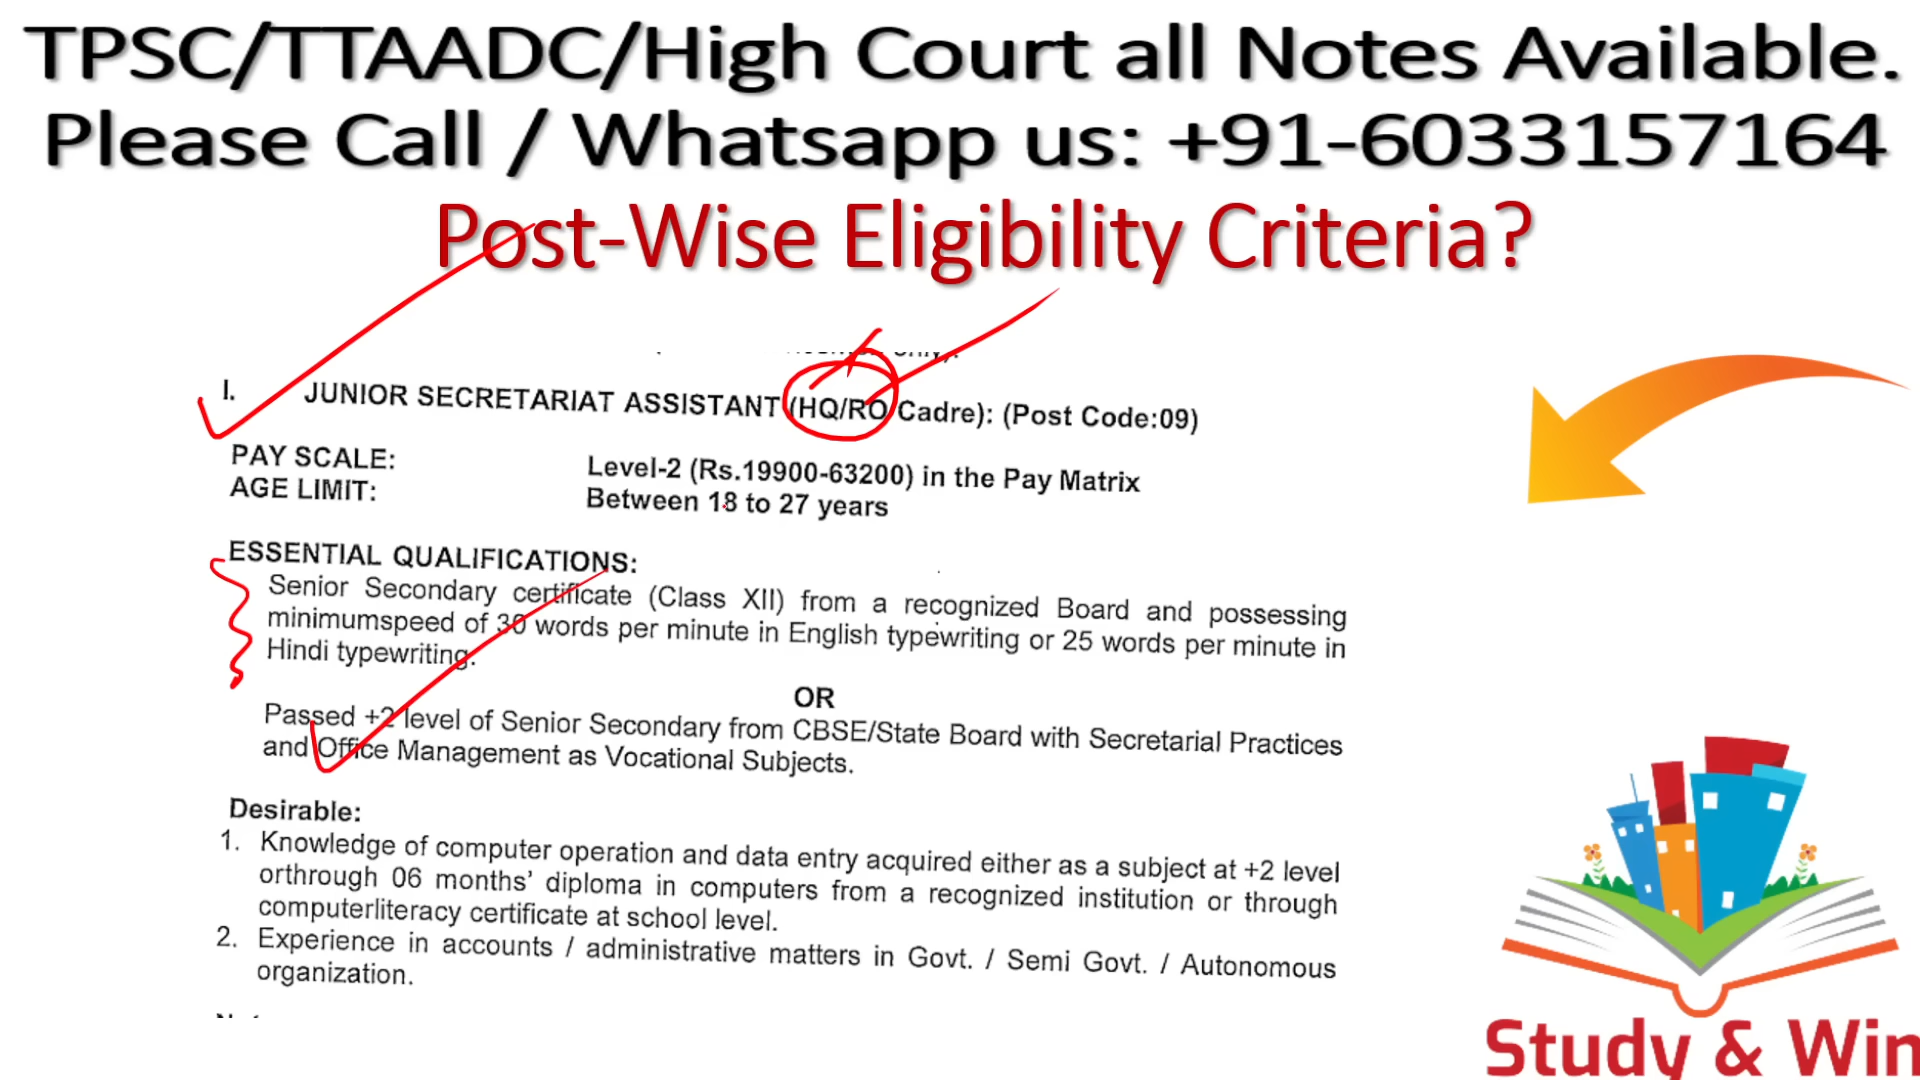 TPSC/TTAADC/High Court all Notes Available.
Please Call / Whatsapp us: +91-6033157164
Post-Wise Eligibility Criteria?
I. JUNIOR SECRETARIAT ASSISTANT (HQ/RO Cadre): (Post Code:09)
PAY SCALE: Level-2 (Rs.19900-63200) in the Pay Matrix
AGE LIMIT: Between 18 to 27 years
ESSENTIAL QUALIFICATIONS:
Senior Secondary certificate (Class XII) from a recognized Board and possessing
minimumspeed of 30 words per minute in English typewriting or 25 words per minute in
Hindi typewriting.
OR
Passed +2 level of Senior Secondary from CBSE/State Board with Secretarial Practices
and Office Management as Vocational Subjects.
Desirable:
1. Knowledge of computer operation and data entry acquired either as a subject at +2 level
orthrough 06 months' diploma in computers from a recognized institution or through
computerliteracy certificate at school level.
2. Experience in accounts / administrative matters in Govt. / Semi Govt. / Autonomous
organization.
Study & Win